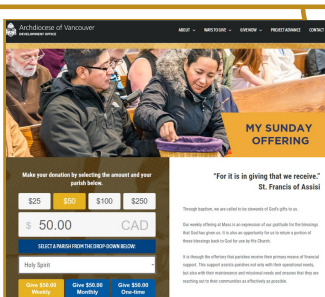 Archdiocese of Vancouver
DEVELOPMENT OFFICE
ABOUT
WAYS TO GIVE
GIVE NOW
PROJECT ADVANCE
CONTACT
MY SUNDAY
OFFERING
Make your donation by selecting the amount and your
parish below.
$25
$50
$100
$250
$ 50.00 CAD
SELECT A PARISH FROM THE DROP-DOWN BELOW:
Holy Spirit
Give $50.00
Weekly
Give $50.00
Monthly
Give $50.00
One-time
"For it is in giving that we receive."
St. Francis of Assisi
Through baptism, we are called to be stewards of God's gifts to us.
Our weekly offering at Mass is an expression of our gratitude for the blessings
that God has given us. It is also an opportunity for us to return a portion of
these blessings back to God for use by His Church.
It is through the offertory that parishes receive their primary means of financial
support. This support assists parishes not only with their operational needs,
but also with their maintenance and missional needs and ensures that they are
reaching out to their communities as effectively as possible.